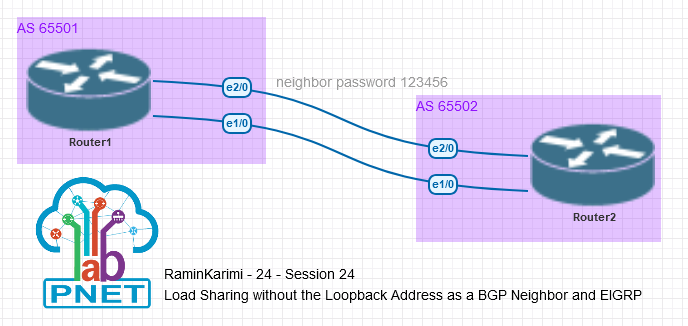 AS 65501
e2/0
neighbor password 123456
e1/0
Router1
AS 65502
e2/0
e1/0
Router2
lab
PNET
RaminKarimi - 24 - Session 24
Load Sharing without the Loopback Address as a BGP Neighbor and EIGRP